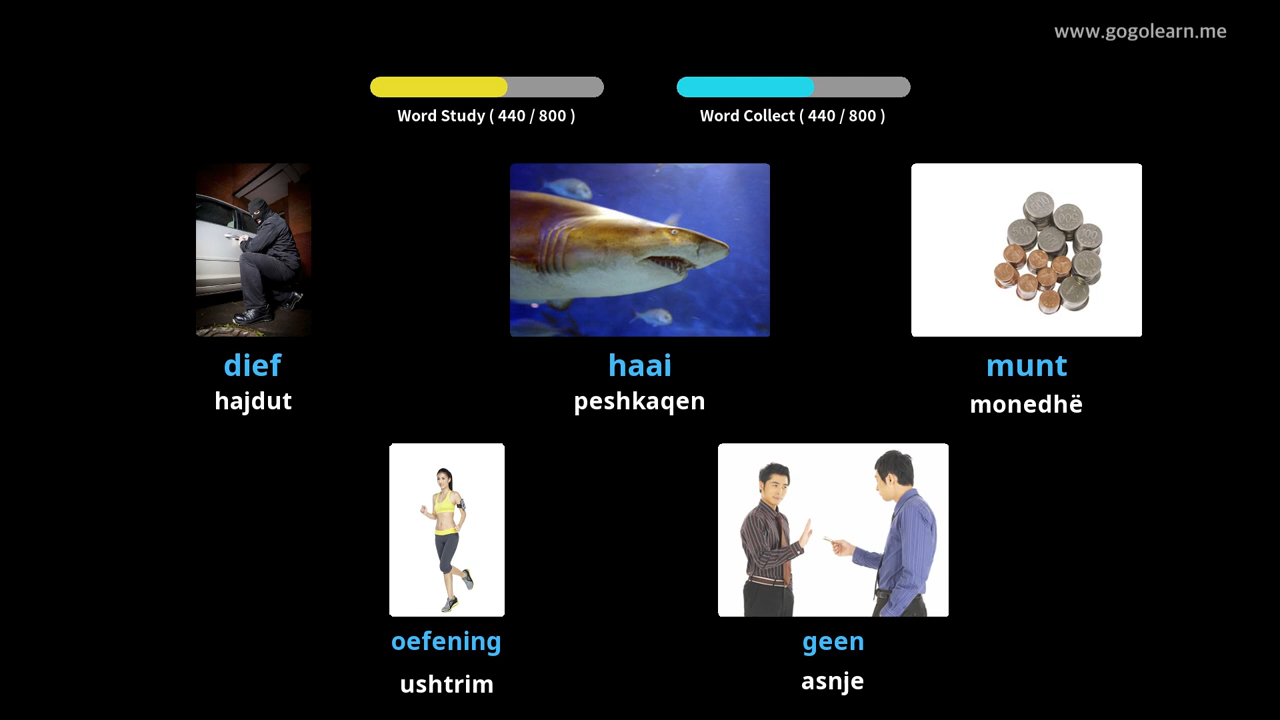 www.gogolearn.me
Word Study ( 440 / 800 )
Word Collect ( 440 / 800 )
dief
hajdut
haai
peshkaqen
munt
monedhë
oefening
ushtrim
geen
asnje